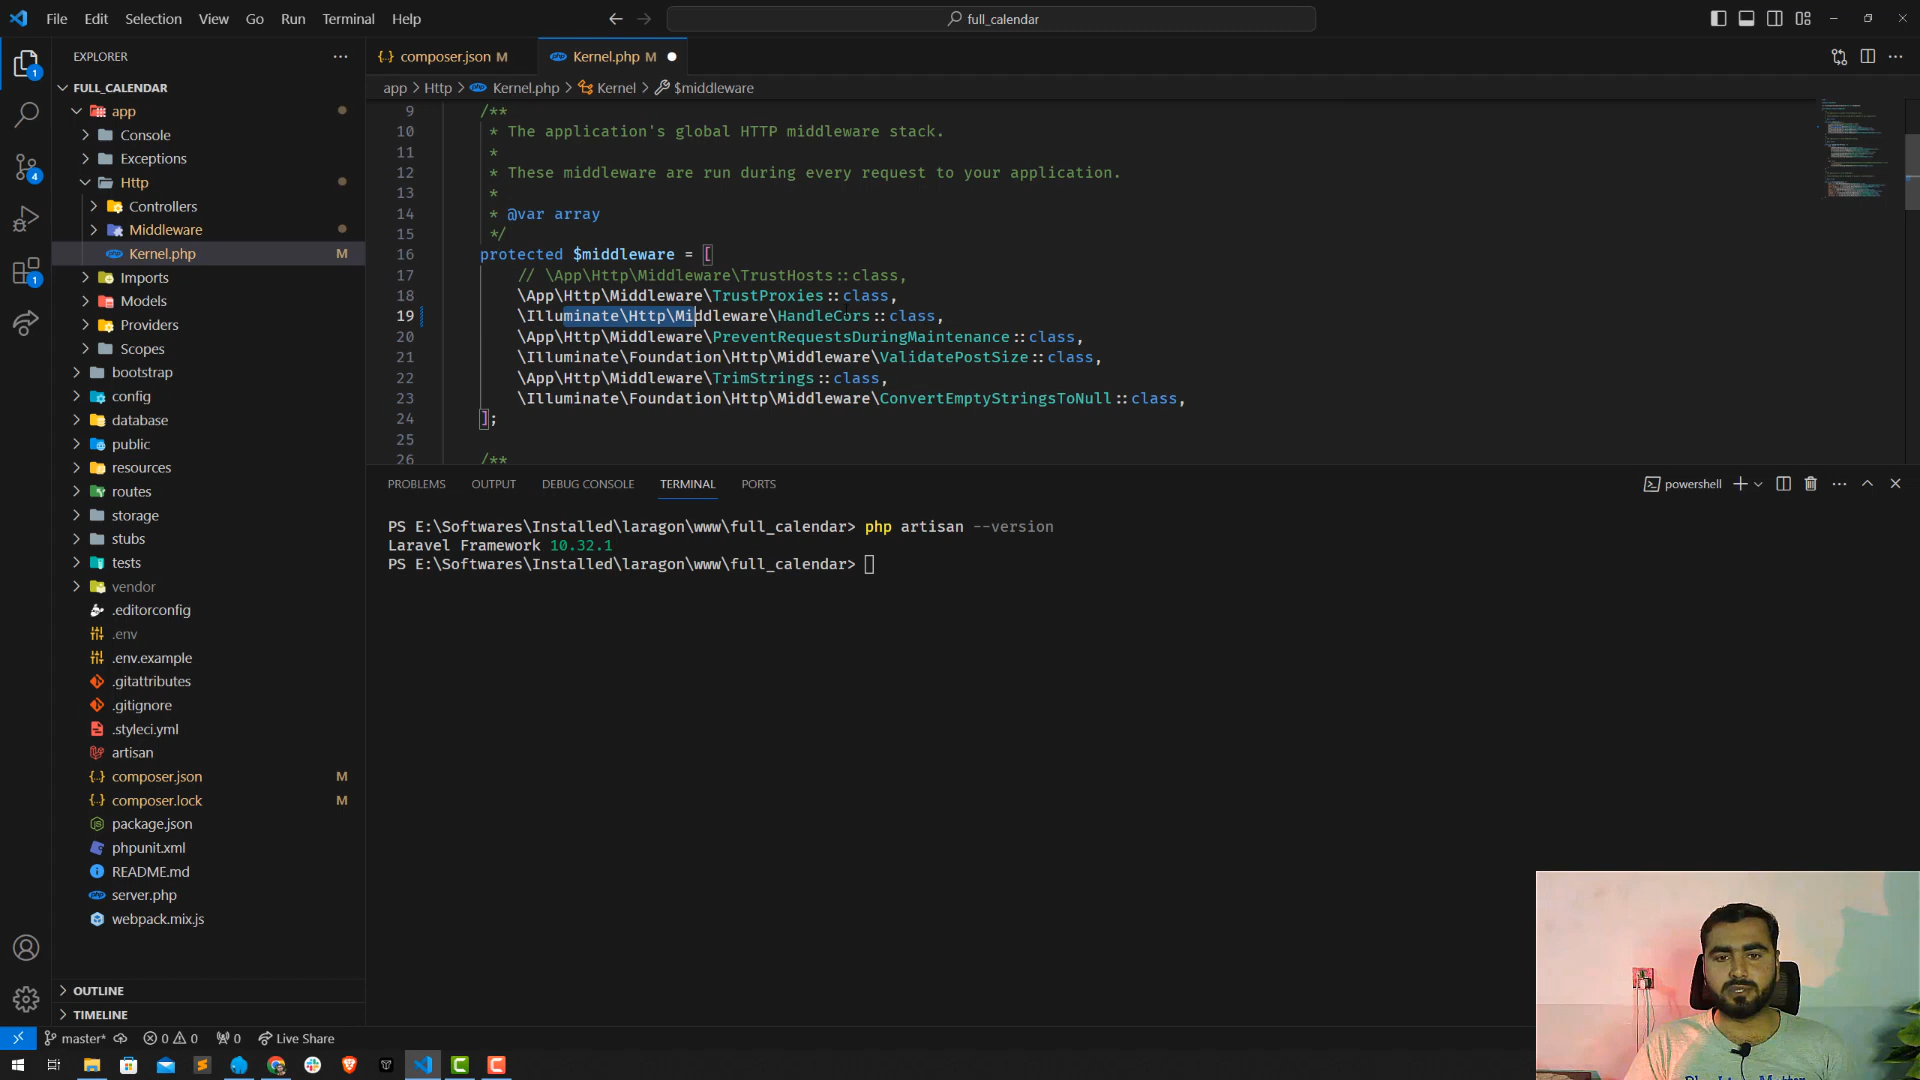 File Edit Selection View Go Run Terminal Help
full_calendar
EXPLORER
FULL_CALENDAR
app
Console
Exceptions
Http
Controllers
Middleware
Kernel.php M
Imports
Models
Providers
Scopes
bootstrap
config
database
public
resources
routes
storage
stubs
tests
vendor
.editorconfig
.env
.env.example
.gitattributes
.gitignore
.styleci.yml
artisan
composer.json M
composer.lock M
package.json
phpunit.xml
README.md
server.php
webpack.mix.js
OUTLINE
TIMELINE
1
4
1
composer.json M
Kernel.php M
app > Http > Kernel.php > Kernel > $middleware
9 /**
10 * The application's global HTTP middleware stack.
11 *
12 * These middleware are run during every request to your application.
13 *
14 * @var array
15 */
16 protected $middleware = [
17 // \App\Http\Middleware\TrustHosts::class,
18 \App\Http\Middleware\TrustProxies::class,
19 \Illuminate\Http\Middleware\HandleCors::class,
20 \App\Http\Middleware\PreventRequestsDuringMaintenance::class,
21 \Illuminate\Foundation\Http\Middleware\ValidatePostSize::class,
22 \App\Http\Middleware\TrimStrings::class,
23 \Illuminate\Foundation\Http\Middleware\ConvertEmptyStringsToNull::class,
24 ];
25
26 /**
PROBLEMS OUTPUT DEBUG CONSOLE TERMINAL PORTS
powershell
PS E:\Softwares\Installed\laragon\www\full_calendar> php artisan --version
Laravel Framework 10.32.1
PS E:\Softwares\Installed\laragon\www\full_calendar>
master* 0 0 0 Live Share